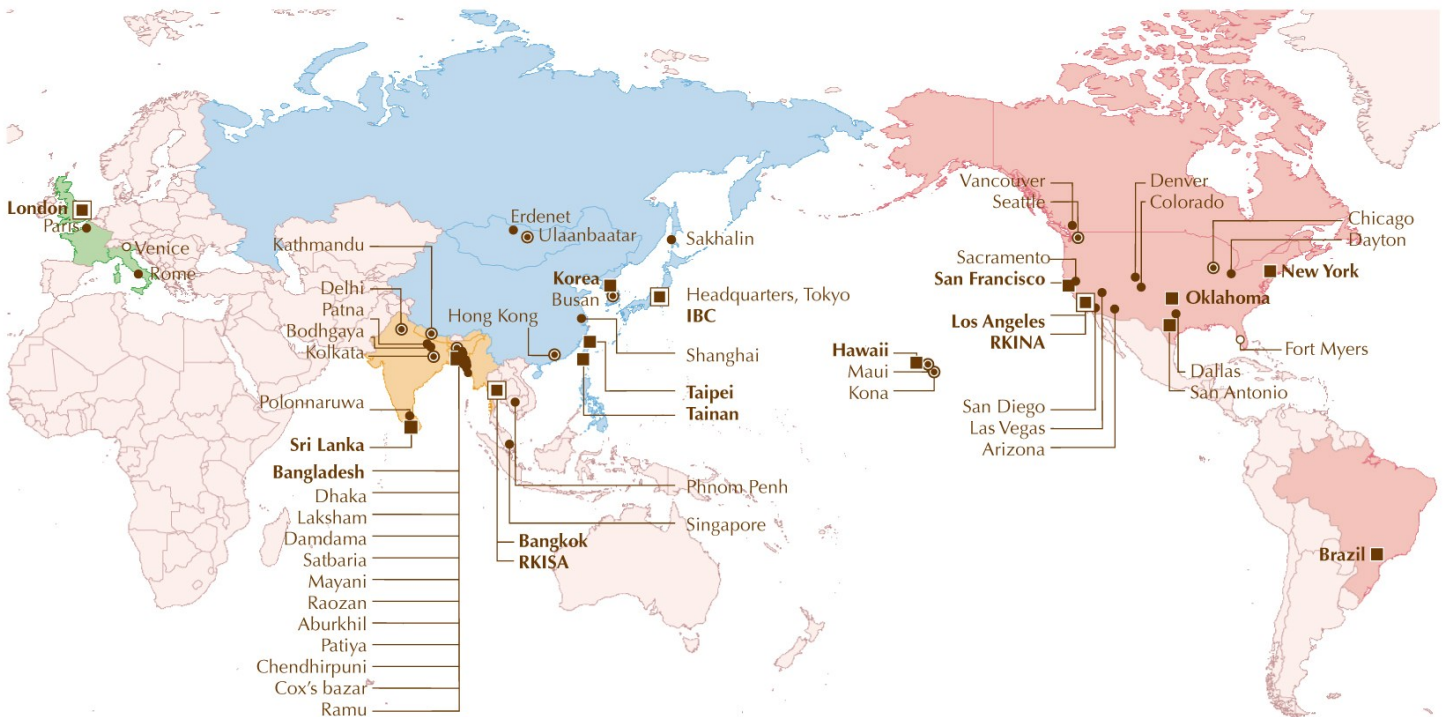 London
Paris
Venice
Rome
Kathmandu
Delhi
Patna
Bodhgaya
Kolkata
Polonnaruwa
Sri Lanka
Bangladesh
Dhaka
Laksham
Damdama
Satbaria
Mayani
Raozan
Aburkhil
Patiya
Chendhirpuni
Cox's bazar
Ramu
Erdenet
Ulaanbaatar
Sakhalin
Korea
Busan
Headquarters, Tokyo
IBC
Hong Kong
Shanghai
Taipei
Tainan
Phnom Penh
Singapore
Bangkok
RKISA
Hawaii
Maui
Kona
Vancouver
Seattle
Denver
Colorado
Chicago
Dayton
Sacramento
San Francisco
New York
Oklahoma
Los Angeles
RKINA
Fort Myers
Dallas
San Antonio
San Diego
Las Vegas
Arizona
Brazil